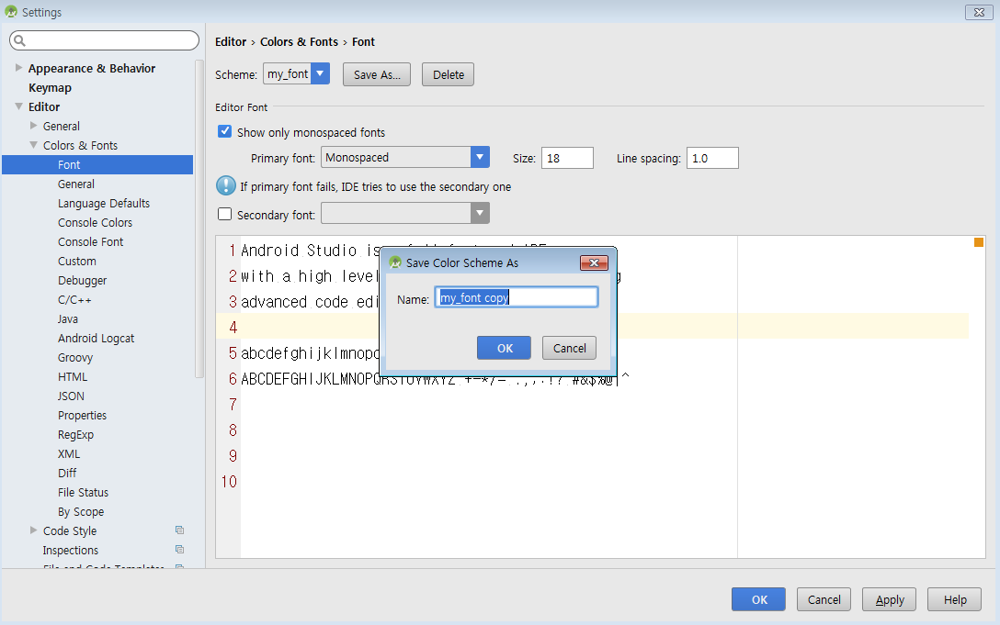 Settings
Editor › Colors & Fonts › Font
Scheme: my_font Save As... Delete
Appearance & Behavior
Keymap
Editor
General
Colors & Fonts
Font
General
Language Defaults
Console Colors
Console Font
Custom
Debugger
C/C++
Java
Android Logcat
Groovy
HTML
JSON
Properties
RegExp
XML
Diff
File Status
By Scope
Code Style
Inspections
File and Code Templates
Editor Font
Show only monospaced fonts
Primary font: Monospaced Size: 18 Line spacing: 1.0
If primary font fails, IDE tries to use the secondary one
Secondary font:
1 Android Studio is
2 with a high level
3 advanced code edi
4
5 abcdefghijklmnopq
6 ABCDEFGHIJKLMNOPQRSTUVWXYZ +-*/= .,;:!? #&$%@|^
7
8
9
10
Save Color Scheme As
Name: my_font copy
OK Cancel
OK Cancel Apply Help